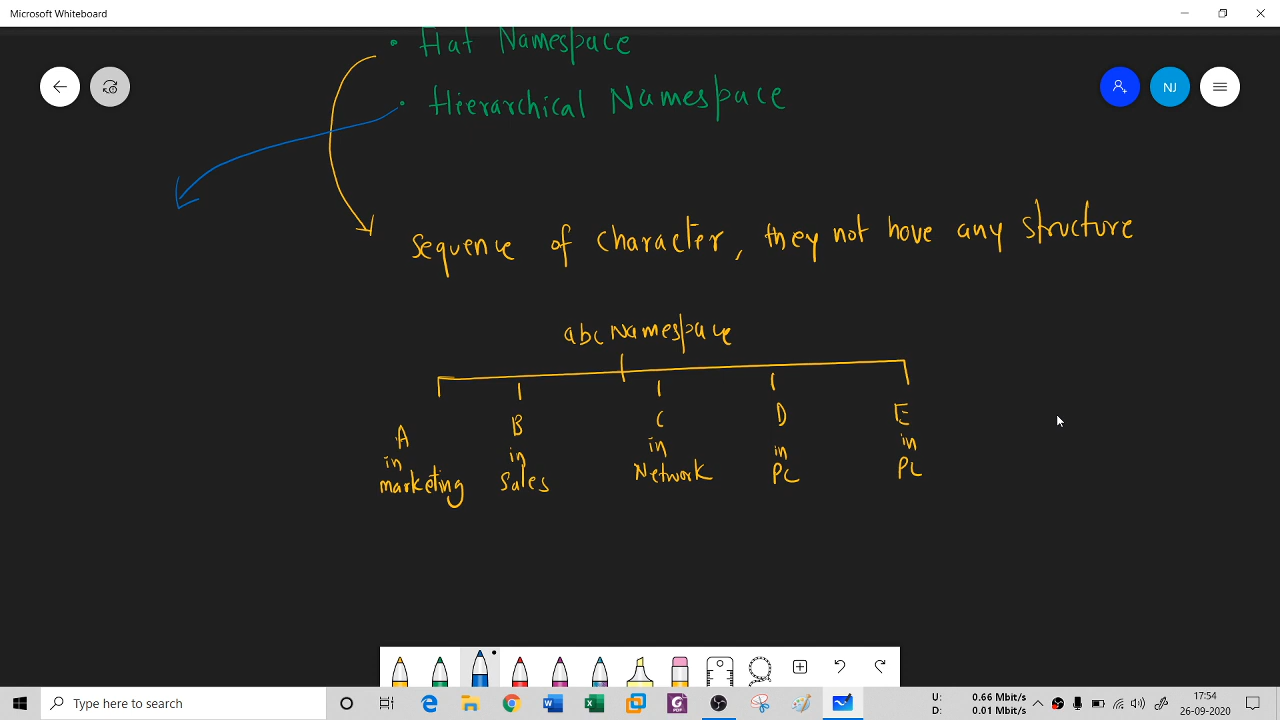 Microsoft Whiteboard
• Flat Namespace
• Hierarchical Namespace
NJ
sequence of character, they not have any structure
abc Namespace
A B C D E
in in in in in
marketing Sales Network PC PC
Type here to search
U: 0.66 Mbit/s
D: 0.01 Mbit/s
17:54
26-09-2020